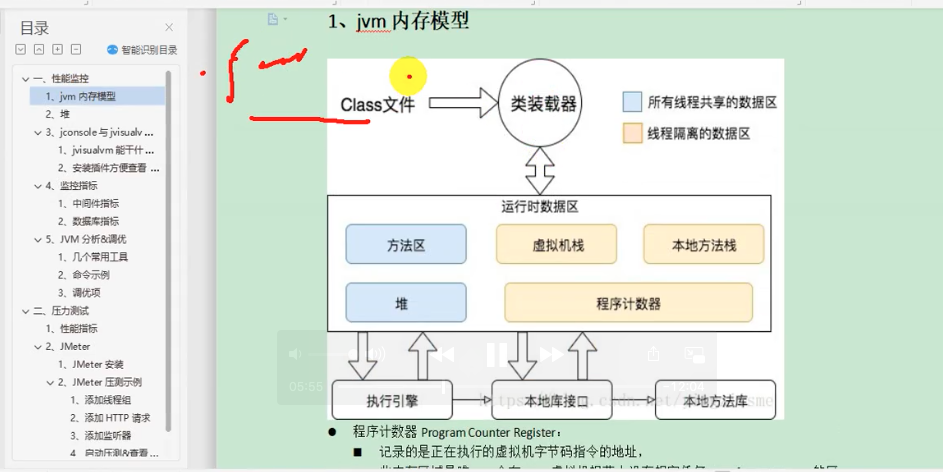 目录
智能识别目录
一、性能监控
1、jvm 内存模型
2、堆
3、jconsole 与 jvisualv ...
1、jvisualvm 能干什 ...
2、安装插件方便查看 ...
4、监控指标
1、中间件指标
2、数据库指标
5、JVM 分析&调优
1、几个常用工具
2、命令示例
3、调优项
二、压力测试
1、性能指标
2、JMeter
1、JMeter 安装
2、JMeter 压测示例
1、添加线程组
2、添加 HTTP 请求
3、添加监听器
4 启动压测&查看 ...
1、jvm 内存模型
Class文件
类装载器
所有线程共享的数据区
线程隔离的数据区
运行时数据区
方法区
虚拟机栈
本地方法栈
堆
程序计数器
05:55
-12:04
执行引擎
本地库接口
本地方法库
● 程序计数器 Program Counter Register：
■ 记录的是正在执行的虚拟机字节码指令的地址，